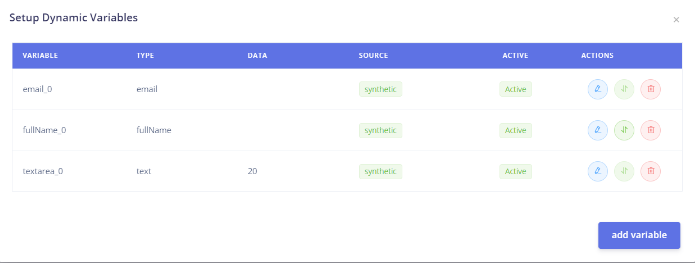 Setup Dynamic Variables
VARIABLE TYPE DATA SOURCE ACTIVE ACTIONS
email_0 email synthetic Active
fullName_0 fullName synthetic Active
textarea_0 text 20 synthetic Active
add variable